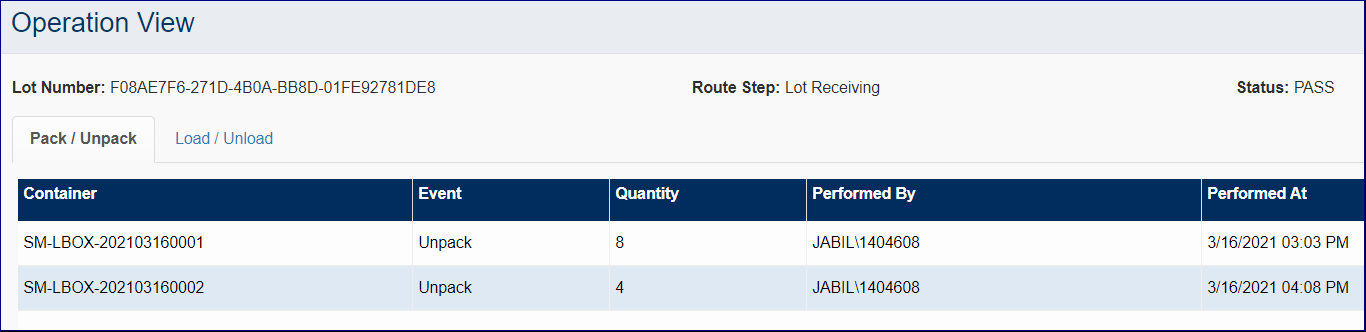 Operation View
Lot Number: F08AE7F6-271D-4B0A-BB8D-01FE92781DE8 Route Step: Lot Receiving Status: PASS
Pack / Unpack Load / Unload
Container Event Quantity Performed By Performed At
SM-LBOX-202103160001 Unpack 8 JABIL\1404608 3/16/2021 03:03 PM
SM-LBOX-202103160002 Unpack 4 JABIL\1404608 3/16/2021 04:08 PM